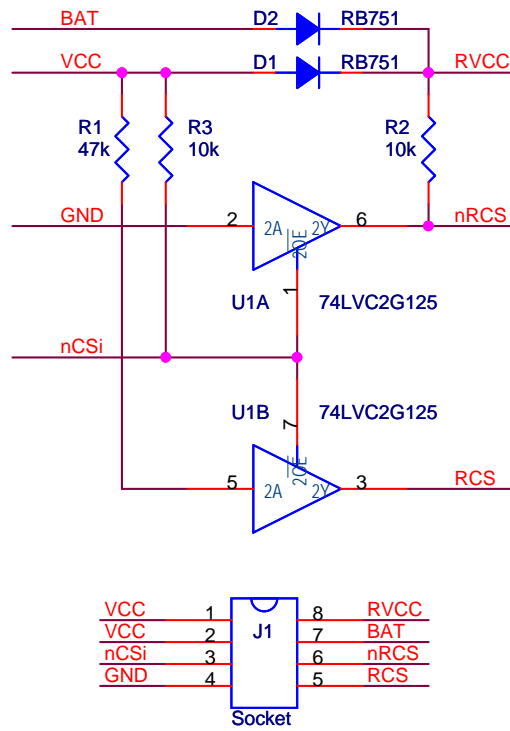 BAT D2 RB751
VCC D1 RB751 RVCC
R1 R3 R2
47k 10k 10k
GND 2 2A 2Y 6 nRCS
2OE
1
U1A 74LVC2G125
nCSi
U1B 74LVC2G125
7
2OE
5 2A 2Y 3 RCS
VCC 1 8 RVCC
VCC 2 J1 7 BAT
nCSi 3 6 nRCS
GND 4 5 RCS
Socket